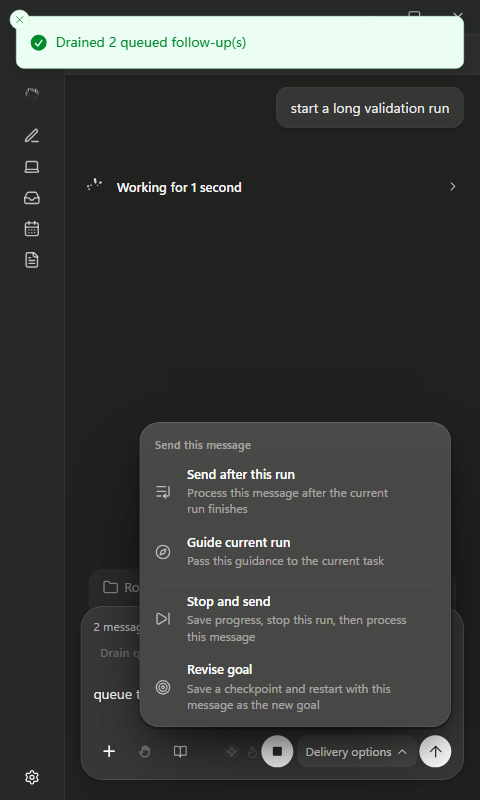 Drained 2 queued follow-up(s)
start a long validation run
Working for 1 second
Send this message
Send after this run
Process this message after the current
run finishes
Guide current run
Pass this guidance to the current task
Stop and send
Save progress, stop this run, then process
this message
Revise goal
Save a checkpoint and restart with this
message as the new goal
Ro
2 messag
Drain q
queue t
Delivery options